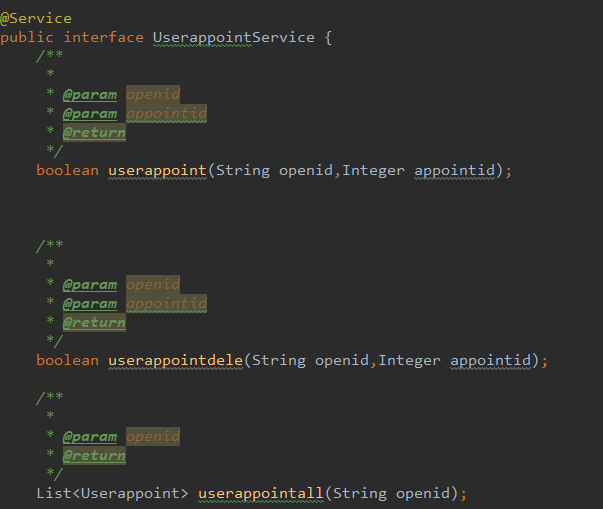 @Service
public interface UserappointService {
/**
*
* @param openid
* @param appointid
* @return
*/
boolean userappoint(String openid,Integer appointid);
/**
*
* @param openid
* @param appointid
* @return
*/
boolean userappointdele(String openid,Integer appointid);
/**
*
* @param openid
* @return
*/
List<Userappoint> userappointall(String openid);